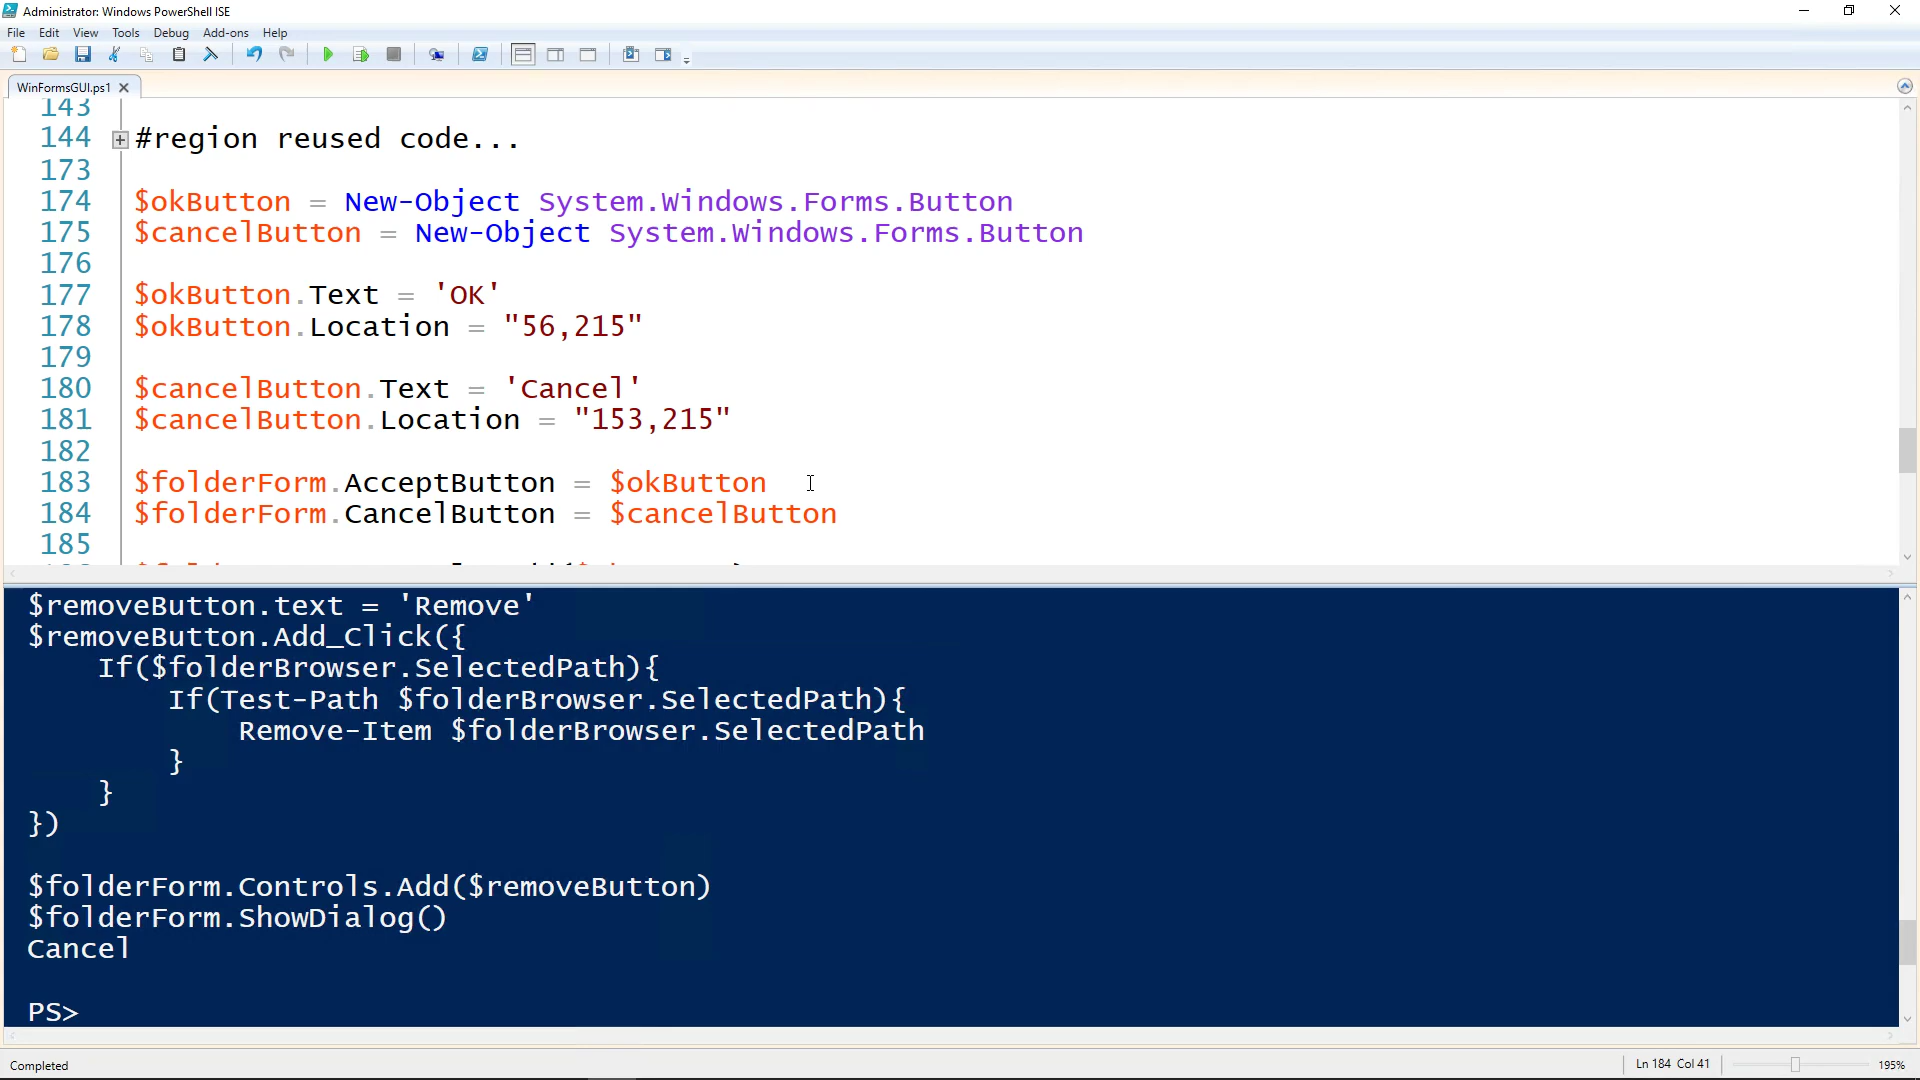 Administrator: Windows PowerShell ISE
File Edit View Tools Debug Add-ons Help
WinFormsGUI.ps1
143
144 #region reused code...
173
174 $okButton = New-Object System.Windows.Forms.Button
175 $cancelButton = New-Object System.Windows.Forms.Button
176
177 $okButton.Text = 'OK'
178 $okButton.Location = "56,215"
179
180 $cancelButton.Text = 'Cancel'
181 $cancelButton.Location = "153,215"
182
183 $folderForm.AcceptButton = $okButton
184 $folderForm.CancelButton = $cancelButton
185
$removeButton.text = 'Remove'
$removeButton.Add_Click({
If($folderBrowser.SelectedPath){
If(Test-Path $folderBrowser.SelectedPath){
Remove-Item $folderBrowser.SelectedPath
}
}
})
$folderForm.Controls.Add($removeButton)
$folderForm.ShowDialog()
Cancel
PS>
Completed Ln 184 Col 41 195%